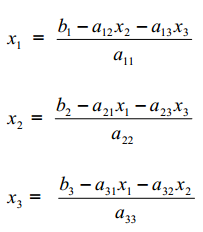 x₁ = (b₁ − a₁₂x₂ − a₁₃x₃) / a₁₁
x₂ = (b₂ − a₂₁x₁ − a₂₃x₃) / a₂₂
x₃ = (b₃ − a₃₁x₁ − a₃₂x₂) / a₃₃